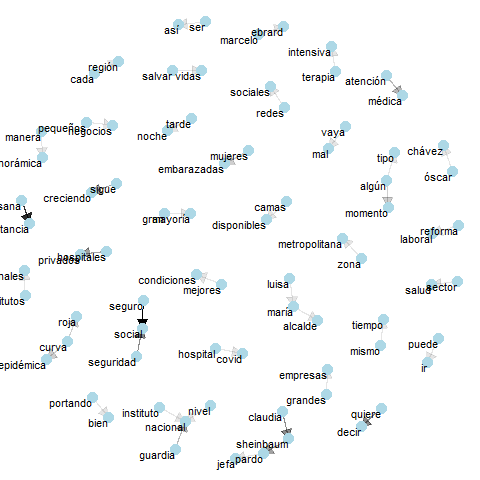 así ser
marcelo ebrard
región
cada
salvar vidas
intensiva
terapia
atención
médica
sociales
redes
pequeños
negocios
manera
norámica
tarde
noche
vaya
mal
mujeres
embarazadas
tipo
algún
momento
chávez
óscar
sigue
creciendo
sana
tancia
gran mayoría
camas
disponibles
metropolitana
zona
reforma
laboral
hospitales
privados
nales
titutos
condiciones
mejores
luisa
maría
alcalde
sector
salud
seguro
social
seguridad
roja
curva
epidémica
hospital
covid
tiempo
mismo
puede
ir
empresas
grandes
portando
bien
instituto
nivel
nacional
guardia
claudia
sheinbaum
pardo
jefa
quiere
decir